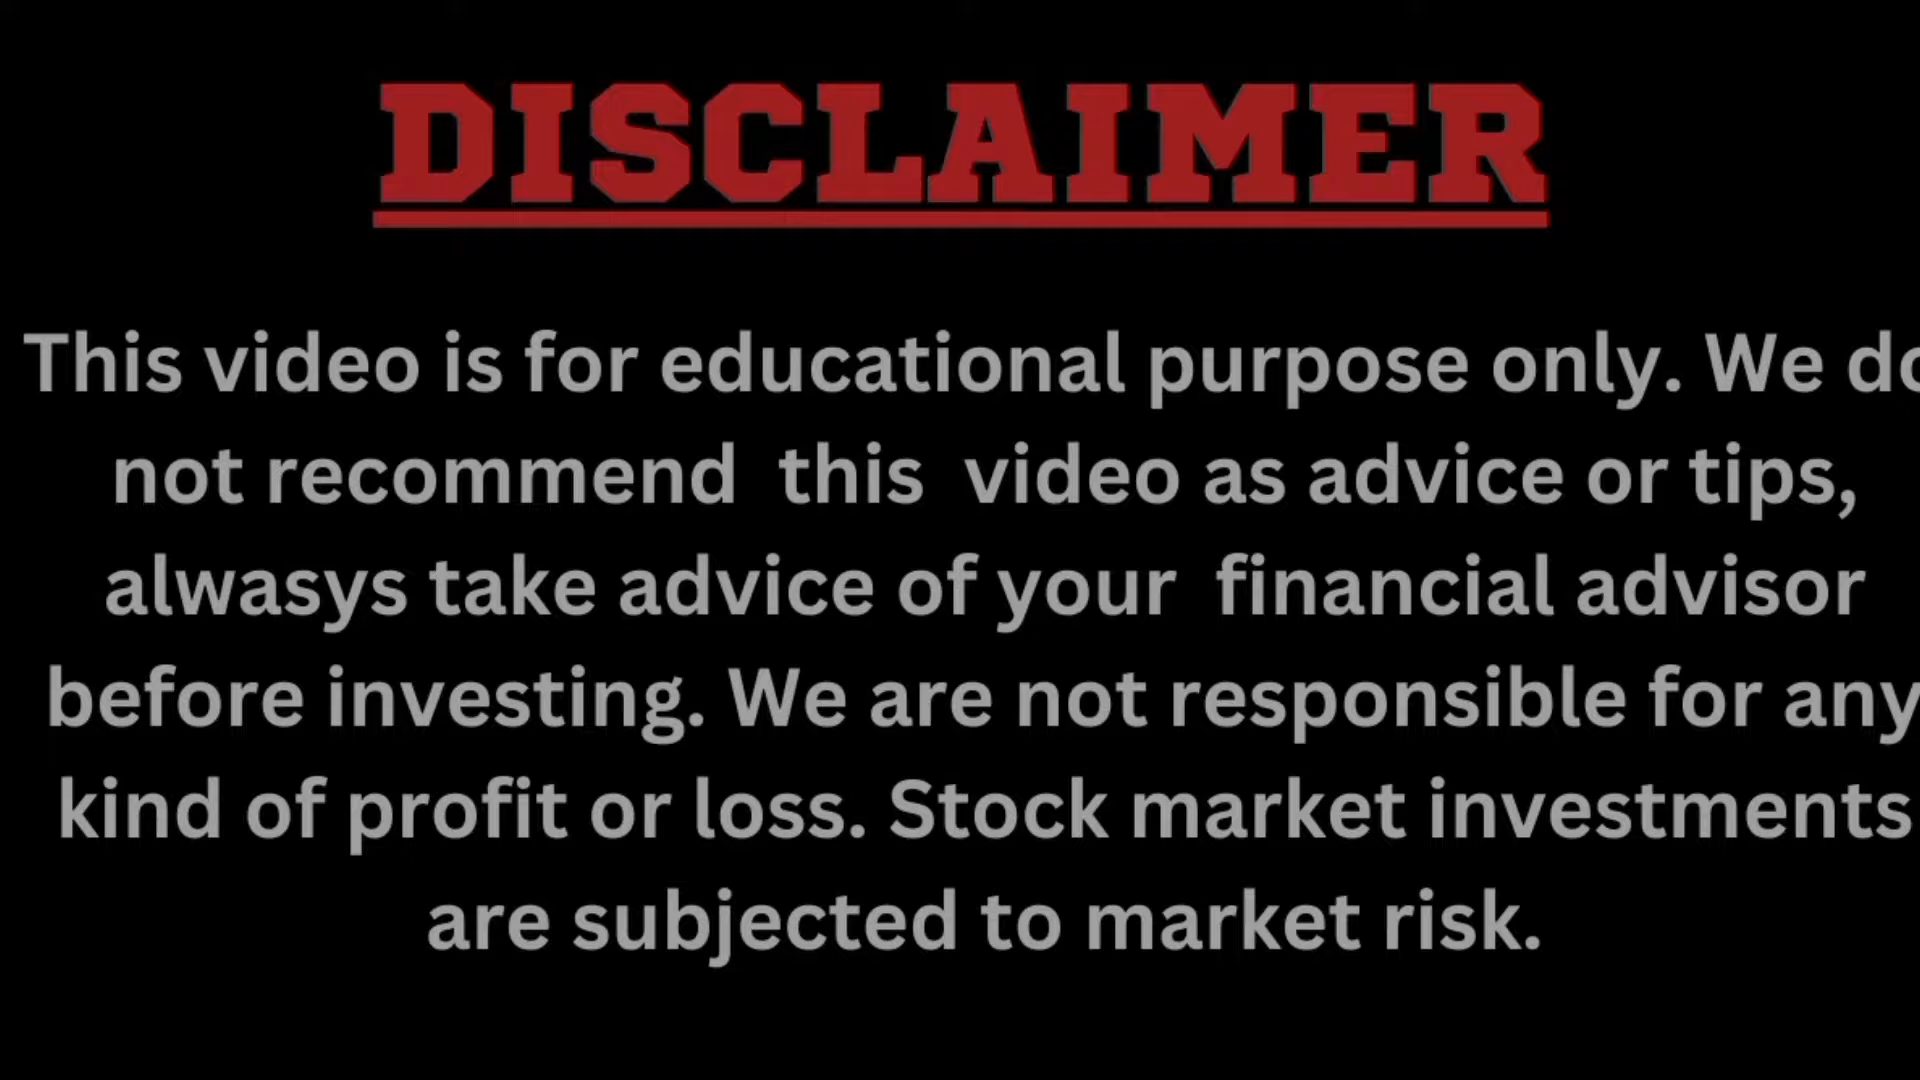 DISCLAIMER
This video is for educational purpose only. We do
not recommend this video as advice or tips,
alwasys take advice of your financial advisor
before investing. We are not responsible for any
kind of profit or loss. Stock market investments
are subjected to market risk.